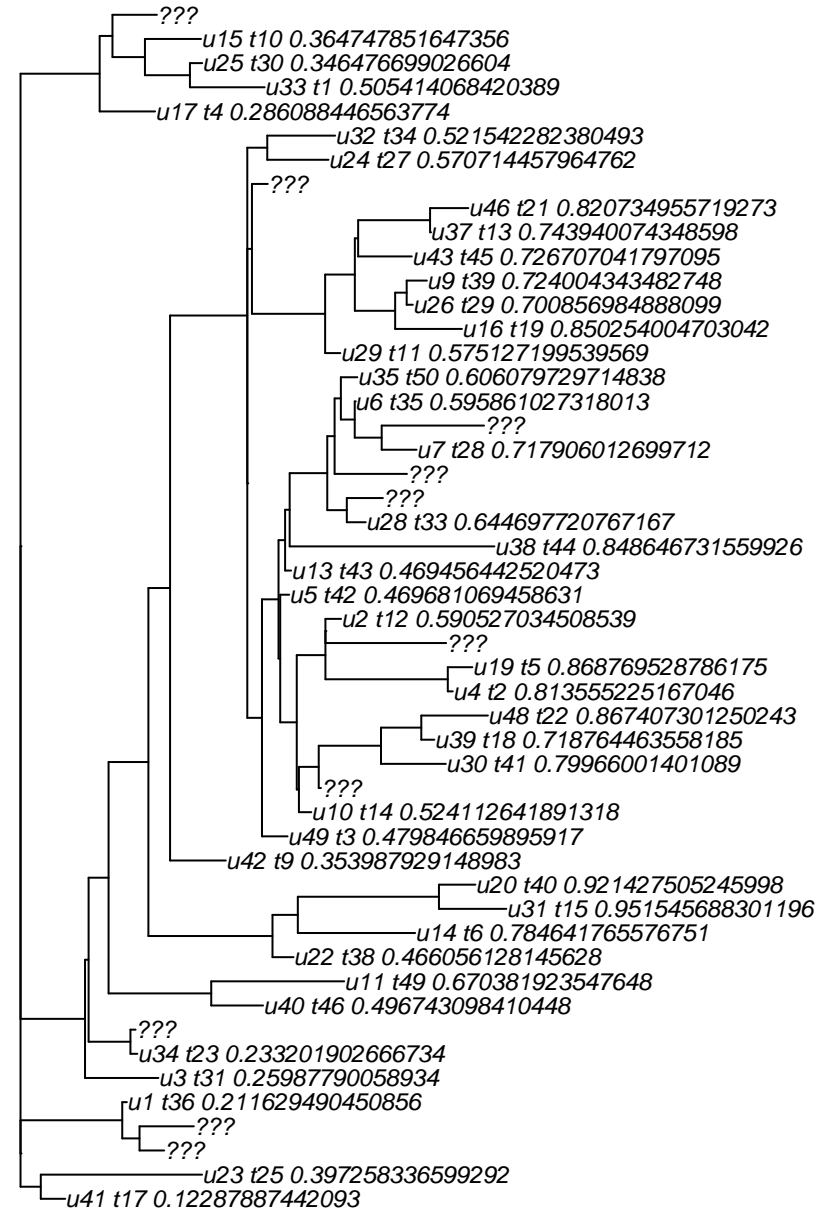 ???
u15 t10 0.364747851647356
u25 t30 0.346476699026604
u33 t1 0.505414068420389
u17 t4 0.286088446563774
u32 t34 0.521542282380493
u24 t27 0.570714457964762
???
u46 t21 0.820734955719273
u37 t13 0.743940074348598
u43 t45 0.726707041797095
u9 t39 0.724004343482748
u26 t29 0.700856984888099
u16 t19 0.850254004703042
u29 t11 0.575127199539569
u35 t50 0.606079729714838
u6 t35 0.595861027318013
???
u7 t28 0.717906012699712
???
???
u28 t33 0.644697720767167
u38 t44 0.848646731559926
u13 t43 0.469456442520473
u5 t42 0.469681069458631
u2 t12 0.590527034508539
???
u19 t5 0.868769528786175
u4 t2 0.813555225167046
u48 t22 0.867407301250243
u39 t18 0.718764463558185
u30 t41 0.79966001401089
???
u10 t14 0.524112641891318
u49 t3 0.479846659895917
u42 t9 0.353987929148983
u20 t40 0.921427505245998
u31 t15 0.951545688301196
u14 t6 0.784641765576751
u22 t38 0.466056128145628
u11 t49 0.670381923547648
u40 t46 0.496743098410448
???
u34 t23 0.233201902666734
u3 t31 0.25987790058934
u1 t36 0.211629490450856
???
???
u23 t25 0.397258336599292
u41 t17 0.12287887442093